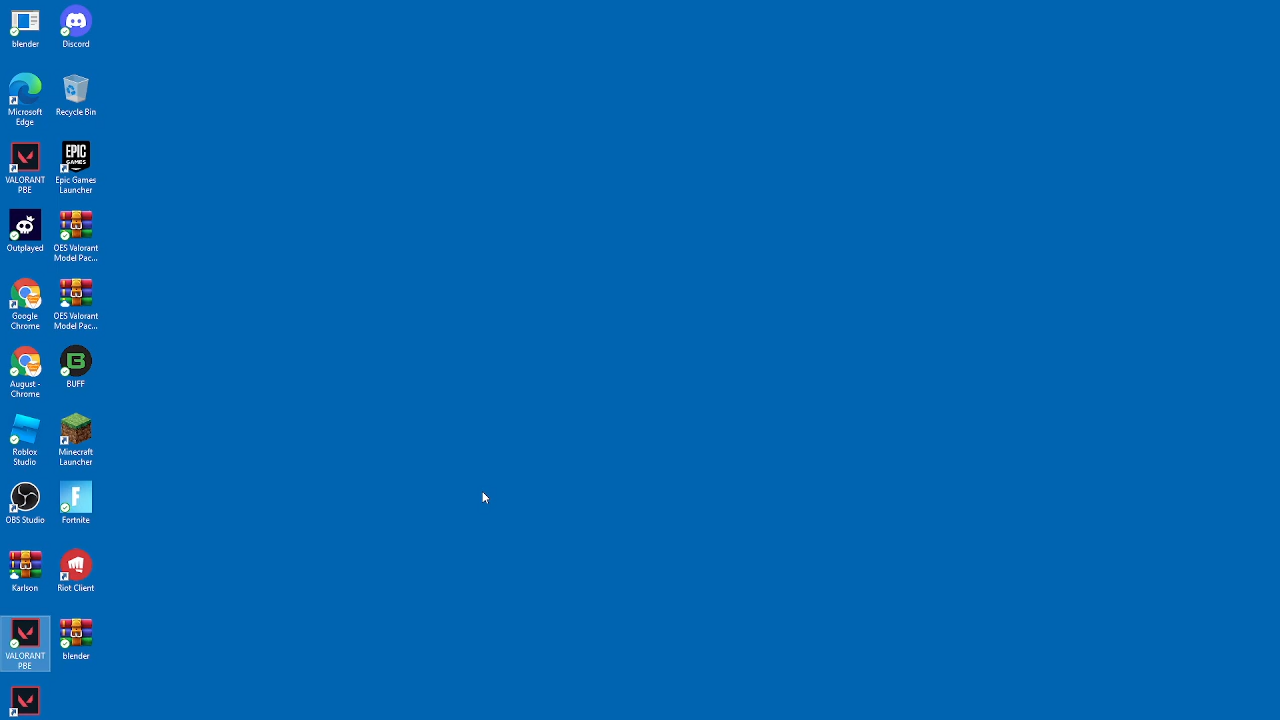 blender
Discord
Microsoft
Edge
Recycle Bin
VALORANT
PBE
EPIC
GAMES
Epic Games
Launcher
Outplayed
OES Valorant
Model Pac...
Google
Chrome
OES Valorant
Model Pac...
August -
Chrome
B
BUFF
Roblox
Studio
Minecraft
Launcher
OBS Studio
F
Fortnite
Karlson
Riot Client
VALORANT
PBE
blender